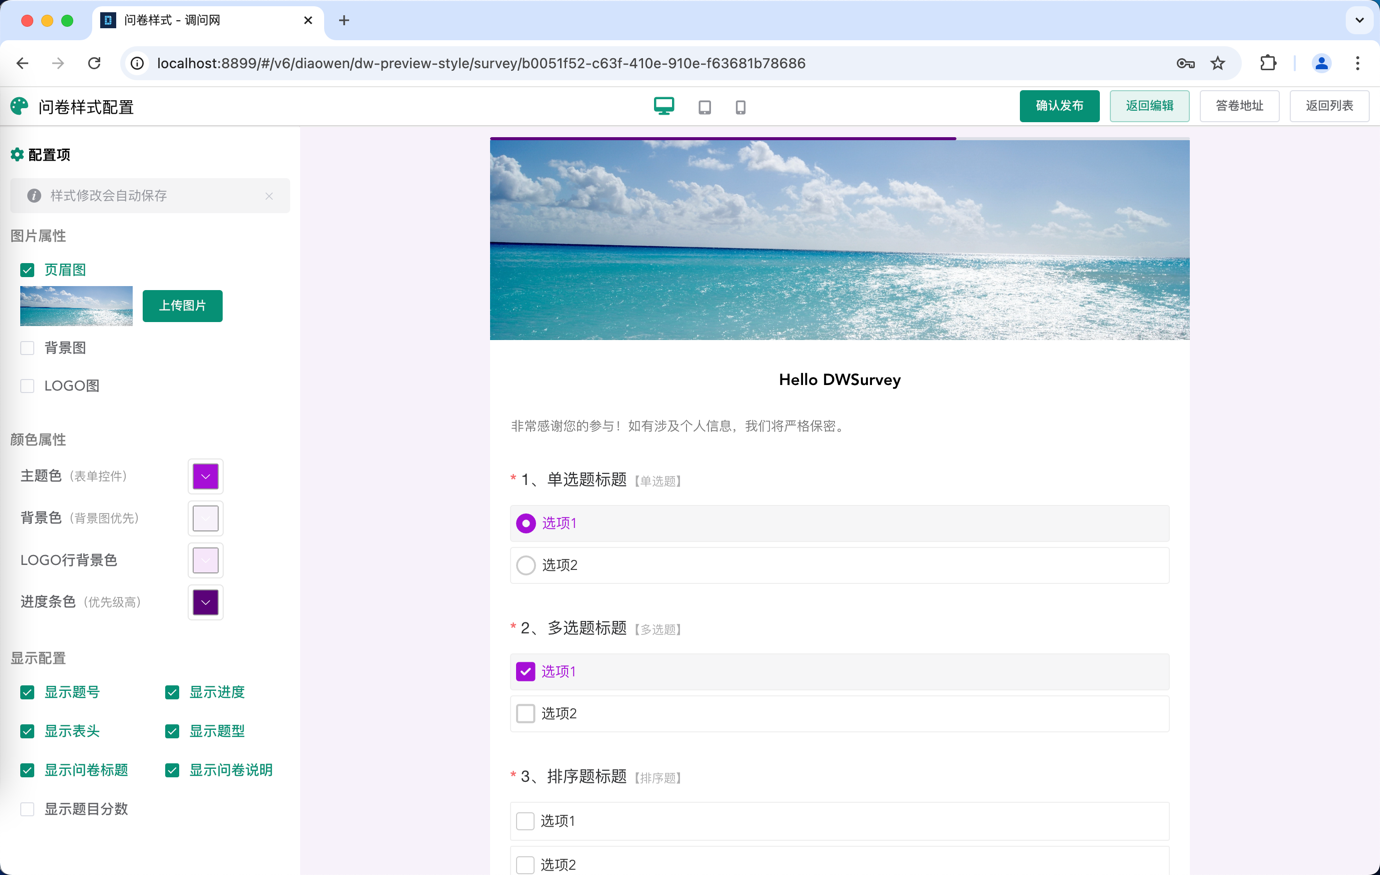 问卷样式 - 调问网
localhost:8899/#/v6/diaowen/dw-preview-style/survey/b0051f52-c63f-410e-910e-f63681b78686
问卷样式配置
确认发布
返回编辑
答卷地址
返回列表
配置项
样式修改会自动保存
图片属性
页眉图
上传图片
背景图
LOGO图
颜色属性
主题色（表单控件）
背景色（背景图优先）
LOGO行背景色
进度条色（优先级高）
显示配置
显示题号
显示进度
显示表头
显示题型
显示问卷标题
显示问卷说明
显示题目分数
Hello DWSurvey
非常感谢您的参与！如有涉及个人信息，我们将严格保密。
* 1、单选题标题【单选题】
选项1
选项2
* 2、多选题标题【多选题】
选项1
选项2
* 3、排序题标题【排序题】
选项1
选项2